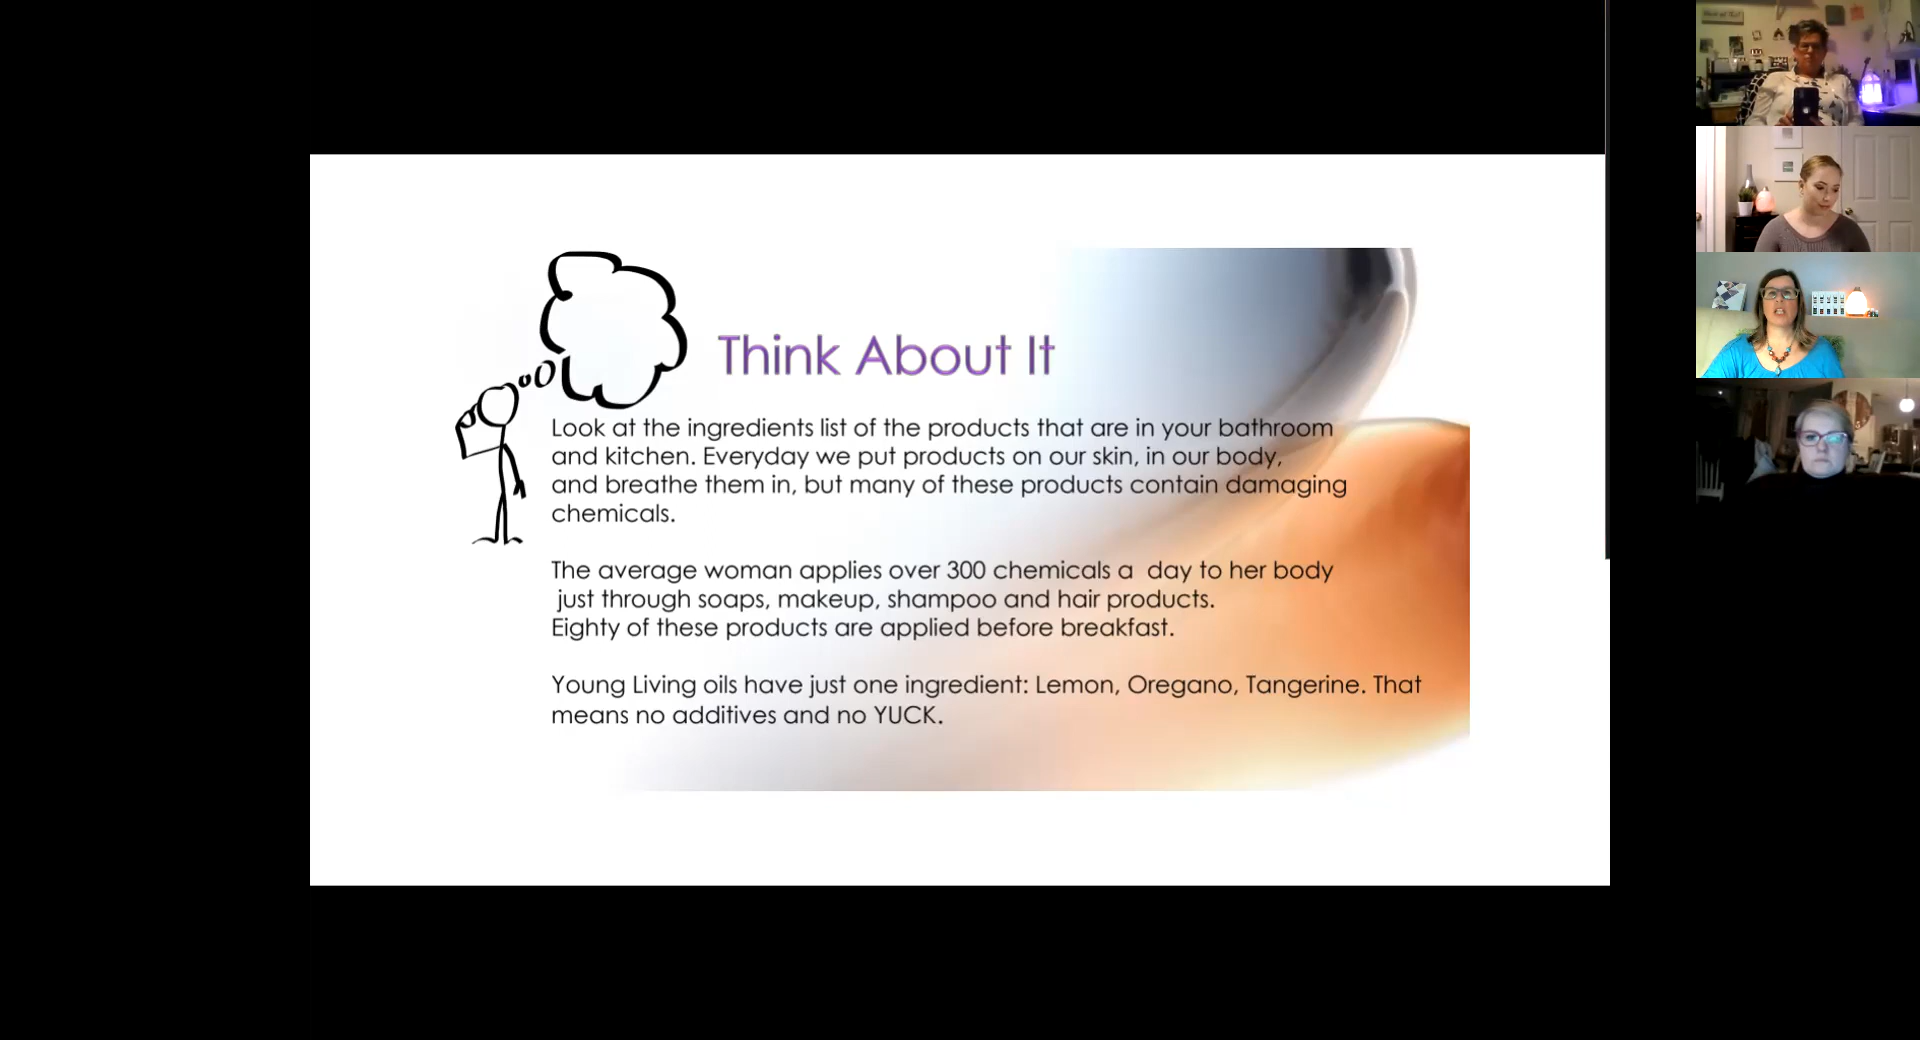 Think About It
Look at the ingredients list of the products that are in your bathroom
and kitchen. Everyday we put products on our skin, in our body,
and breathe them in, but many of these products contain damaging
chemicals.
The average woman applies over 300 chemicals a day to her body
just through soaps, makeup, shampoo and hair products.
Eighty of these products are applied before breakfast.
Young Living oils have just one ingredient: Lemon, Oregano, Tangerine. That
means no additives and no YUCK.